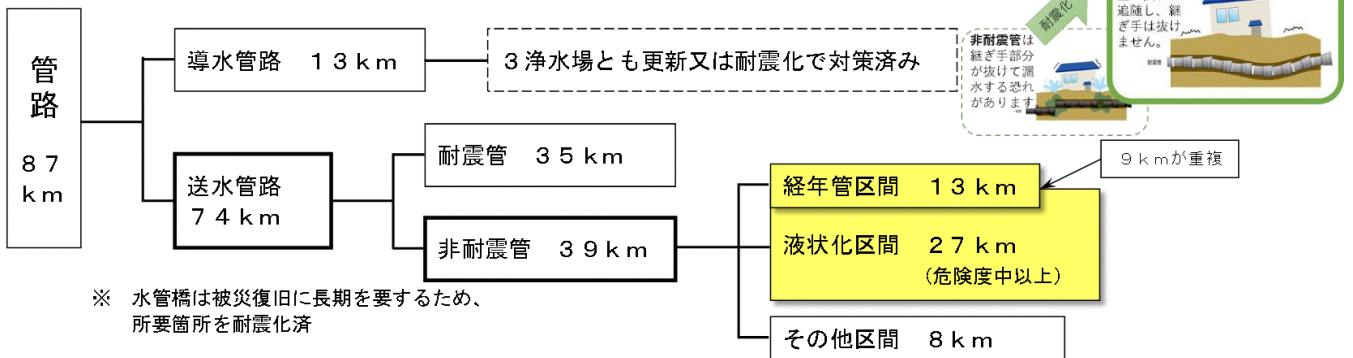 管路
87
km
導水管路 13km
3浄水場とも更新又は耐震化で対策済み
送水管路
74km
耐震管 35km
非耐震管 39km
経年管区間 13km
液状化区間 27km
(危険度中以上)
その他区間 8km
9kmが重複
※ 水管橋は被災復旧に長期を要するため、
所要箇所を耐震化済
非耐震管は
継ぎ手部分
が抜けて漏
水する恐れ
があります
耐震化
追随し、継
ぎ手は抜け
ません。
耐震管